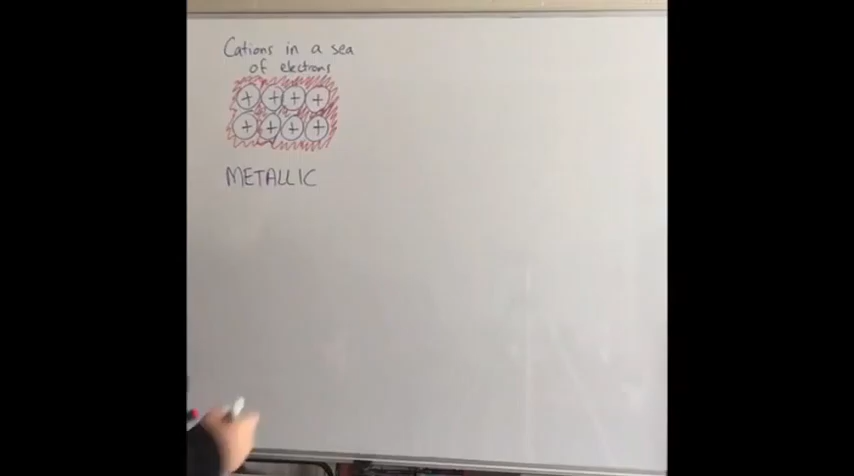 Cations in a sea
of electrons
+ + + +
+ + + +
METALLIC